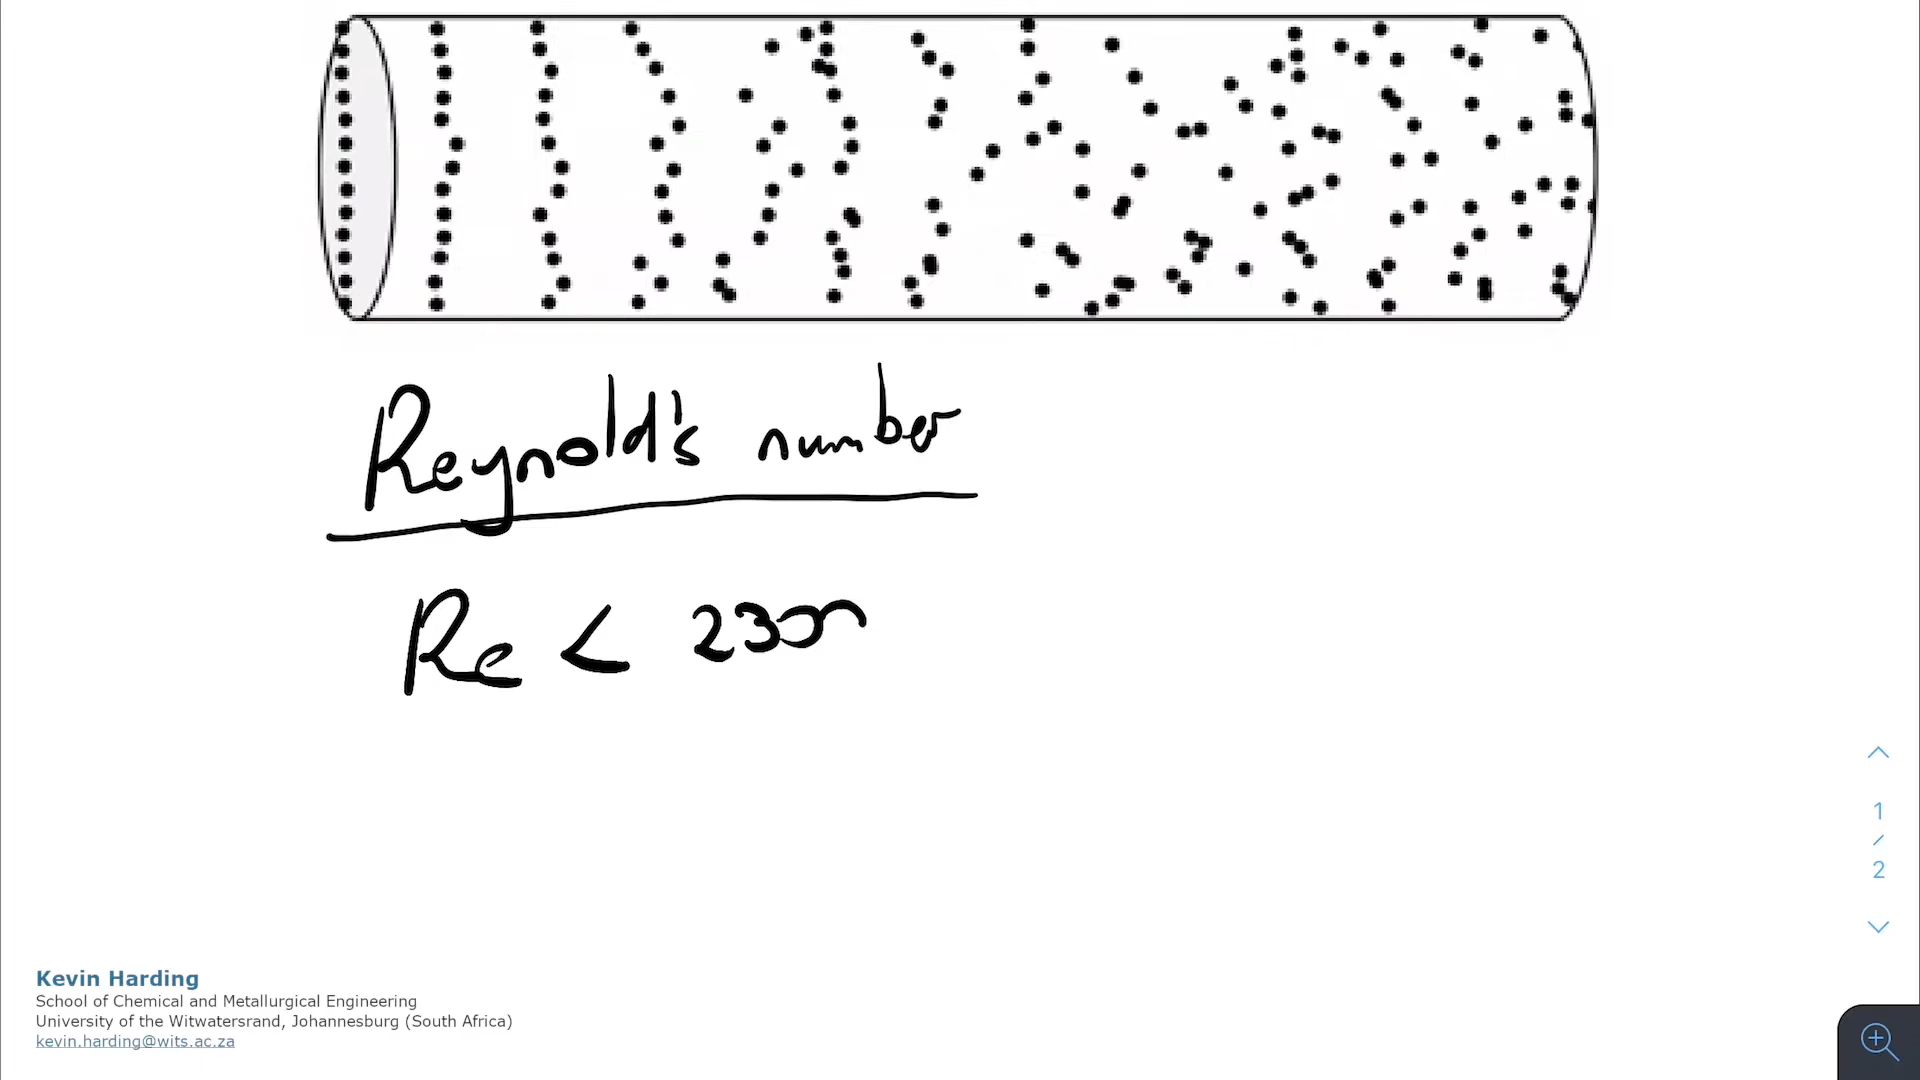 Reynold's number
Re < 2300
1
/
2
Kevin Harding
School of Chemical and Metallurgical Engineering
University of the Witwatersrand, Johannesburg (South Africa)
kevin.harding@wits.ac.za